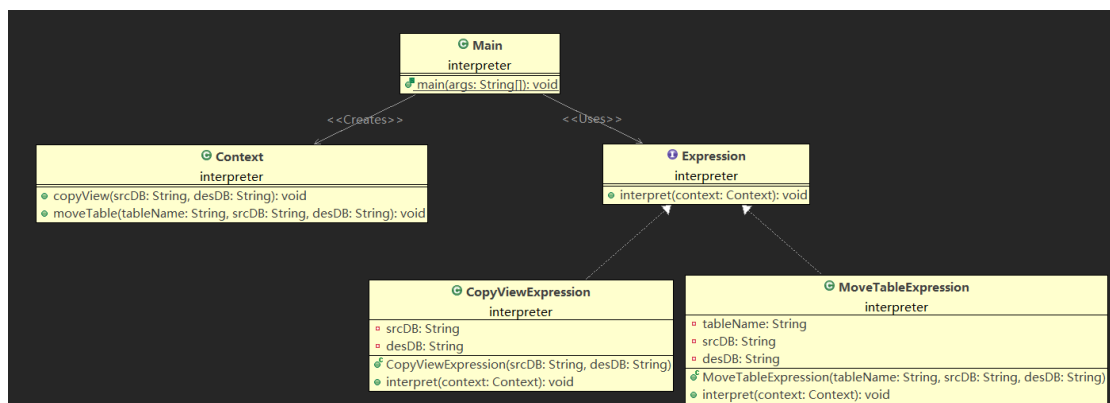 Main
interpreter
main(args: String[]): void
<<Creates>>
<<Uses>>
Context
interpreter
copyView(srcDB: String, desDB: String): void
moveTable(tableName: String, srcDB: String, desDB: String): void
Expression
interpreter
interpret(context: Context): void
CopyViewExpression
interpreter
srcDB: String
desDB: String
CopyViewExpression(srcDB: String, desDB: String)
interpret(context: Context): void
MoveTableExpression
interpreter
tableName: String
srcDB: String
desDB: String
MoveTableExpression(tableName: String, srcDB: String, desDB: String)
interpret(context: Context): void